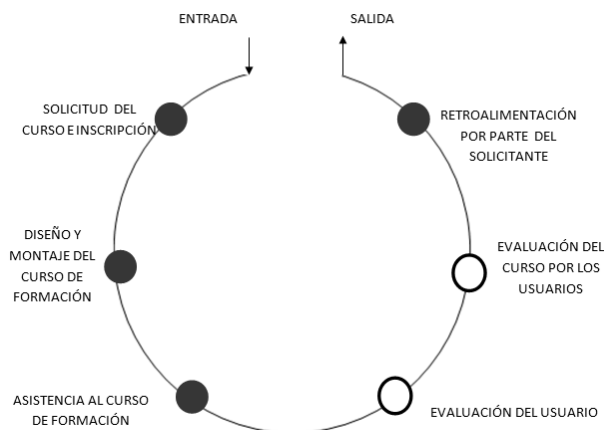 ENTRADA
SALIDA
SOLICITUD DEL
CURSO E INSCRIPCIÓN
RETROALIMENTACIÓN
POR PARTE DEL
SOLICITANTE
DISEÑO Y
MONTAJE DEL
CURSO DE
FORMACIÓN
EVALUACIÓN DEL
CURSO POR LOS
USUARIOS
ASISTENCIA AL CURSO
DE FORMACIÓN
EVALUACIÓN DEL USUARIO